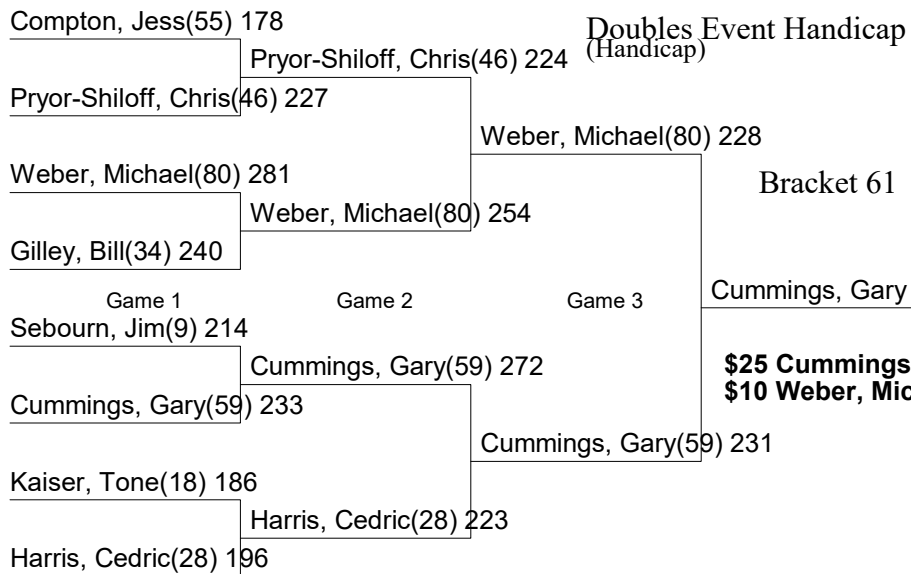 Compton, Jess(55) 178
Doubles Event Handicap
(Handicap)
Pryor-Shiloff, Chris(46) 224
Pryor-Shiloff, Chris(46) 227
Weber, Michael(80) 228
Weber, Michael(80) 281
Bracket 61
Weber, Michael(80) 254
Gilley, Bill(34) 240
Game 1
Game 2
Game 3
Cummings, Gary
Sebourn, Jim(9) 214
Cummings, Gary(59) 272
$25 Cummings
$10 Weber, Mic
Cummings, Gary(59) 233
Cummings, Gary(59) 231
Kaiser, Tone(18) 186
Harris, Cedric(28) 223
Harris, Cedric(28) 196